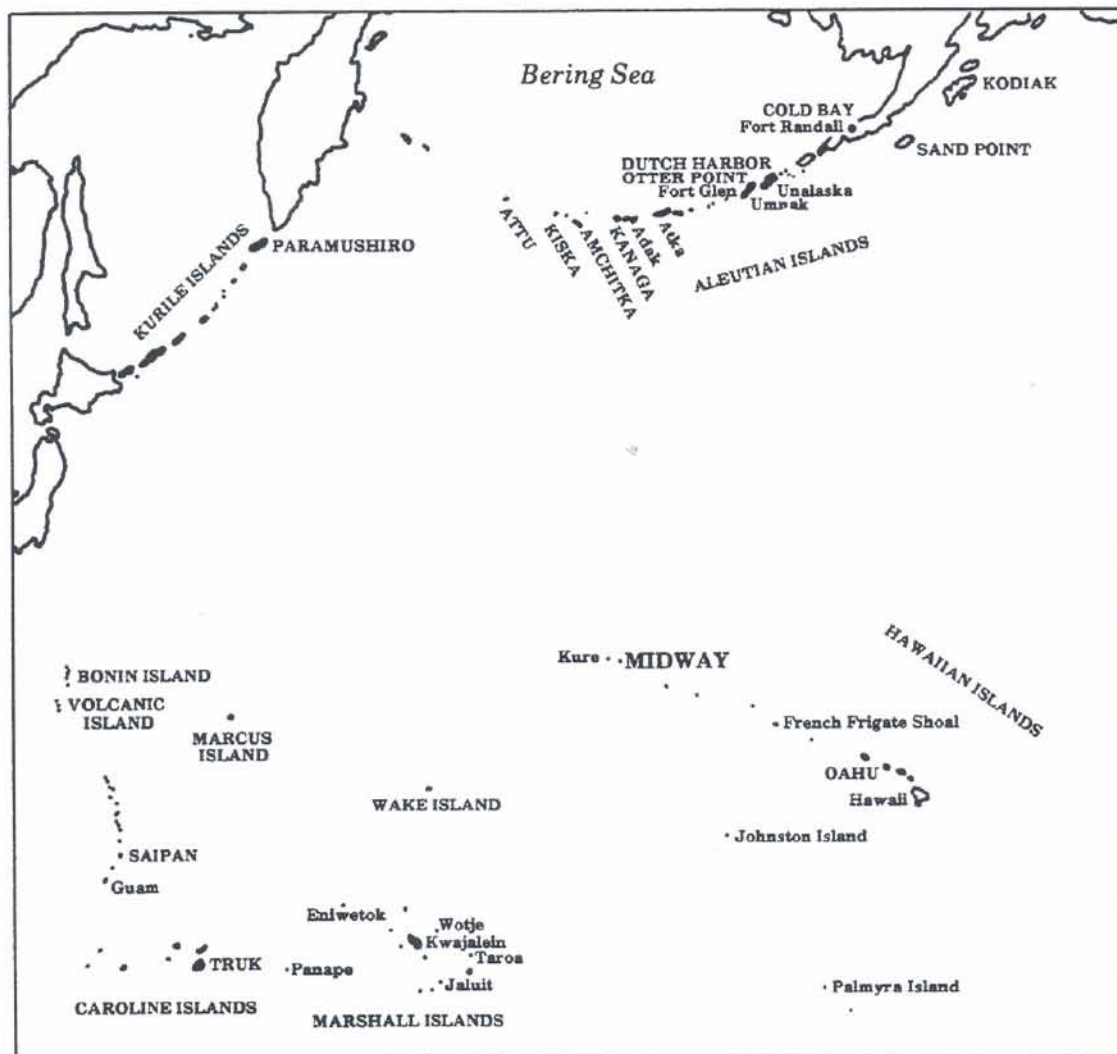 Bering Sea
KODIAK
COLD BAY
Fort Randall
SAND POINT
DUTCH HARBOR
OTTER POINT
Fort Glen
Unalaska
Umnak
ATTU
KISKA
AMCHITKA
KANAGA
Adak
Atka
ALEUTIAN ISLANDS
PARAMUSHIRO
KURILE ISLANDS
Kure
MIDWAY
HAWAIIAN ISLANDS
BONIN ISLAND
VOLCANIC
ISLAND
MARCUS
ISLAND
French Frigate Shoal
OAHU
Hawaii
WAKE ISLAND
Johnston Island
SAIPAN
Guam
Eniwetok
Wotje
Kwajalein
Taroa
TRUK
Panape
Jaluit
Palmyra Island
CAROLINE ISLANDS
MARSHALL ISLANDS